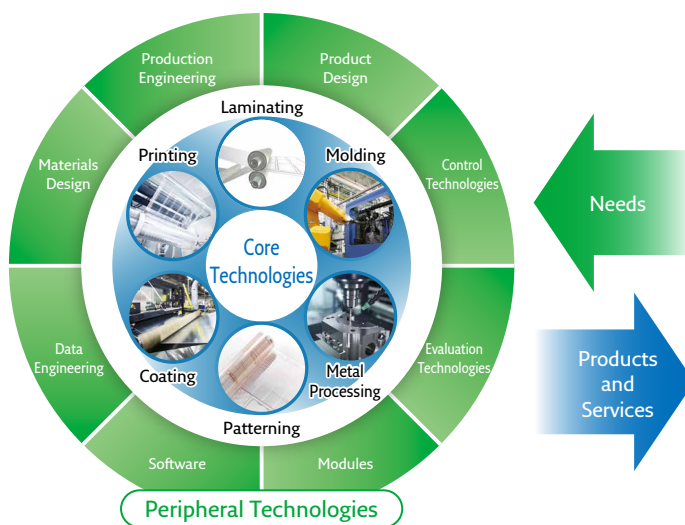 Production
Engineering
Product
Design
Materials
Design
Control
Technologies
Data
Engineering
Evaluation
Technologies
Software
Modules
Laminating
Printing
Molding
Core
Technologies
Coating
Metal
Processing
Patterning
Peripheral Technologies
Needs
Products
and
Services